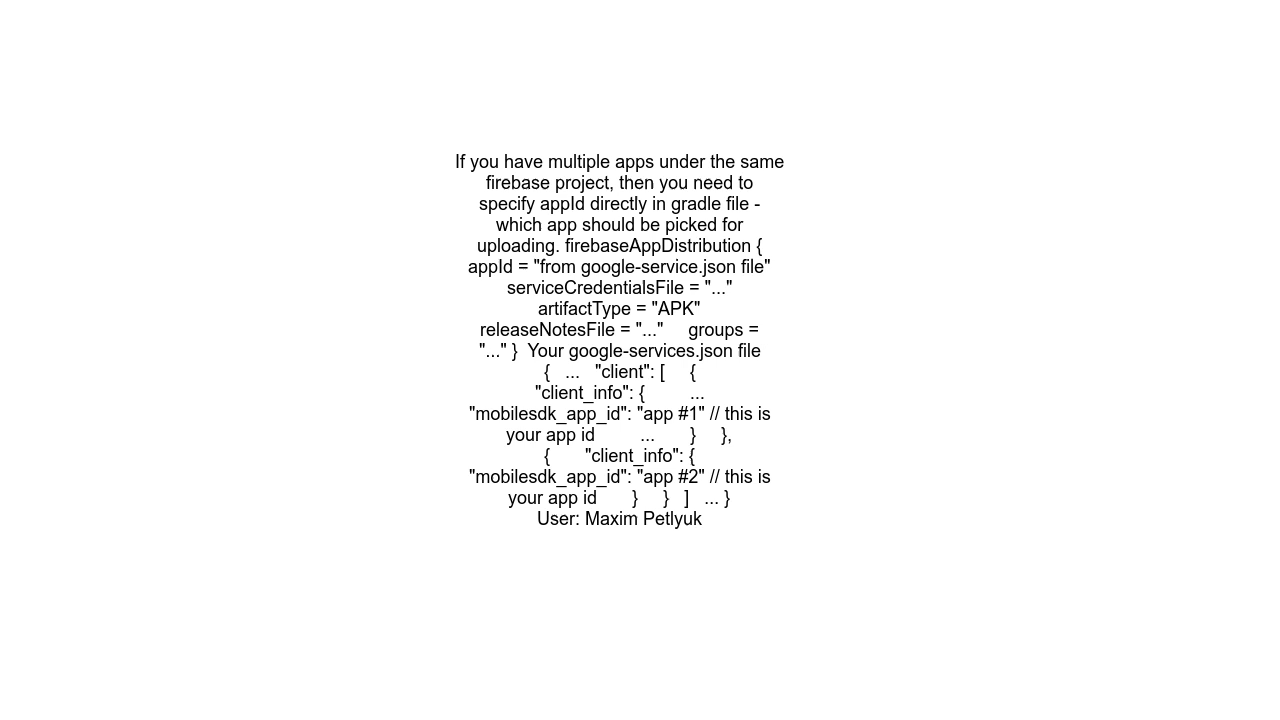 If you have multiple apps under the same
firebase project, then you need to
specify appId directly in gradle file -
which app should be picked for
uploading. firebaseAppDistribution {
appId = "from google-service.json file"
serviceCredentialsFile = "..."
artifactType = "APK"
releaseNotesFile = "..."     groups =
"..." }  Your google-services.json file
{   ...   "client": [     {
"client_info": {         ...
"mobilesdk_app_id": "app #1" // this is
your app id         ...       }     },
{       "client_info": {
"mobilesdk_app_id": "app #2" // this is
your app id       }     }   ]   ... }
User: Maxim Petlyuk